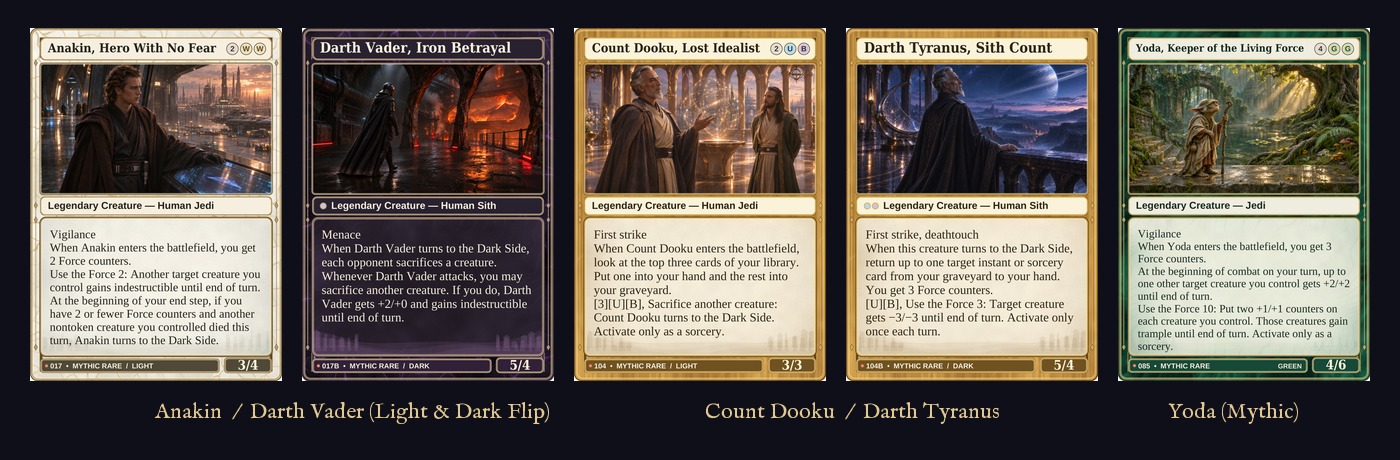 Anakin, Hero With No Fear 2 W W
Legendary Creature — Human Jedi
Vigilance
When Anakin enters the battlefield, you get
2 Force counters.
Use the Force 2: Another target creature you
control gains indestructible until end of turn.
At the beginning of your end step, if you
have 2 or fewer Force counters and another
nontoken creature you controlled died this
turn, Anakin turns to the Dark Side.
017 • MYTHIC RARE / LIGHT
3/4
Darth Vader, Iron Betrayal
Legendary Creature — Human Sith
Menace
When Darth Vader turns to the Dark Side,
each opponent sacrifices a creature.
Whenever Darth Vader attacks, you may
sacrifice another creature. If you do, Darth
Vader gets +2/+0 and gains indestructible
until end of turn.
017B • MYTHIC RARE / DARK
5/4
Count Dooku, Lost Idealist 2 U B
Legendary Creature — Human Jedi
First strike
When Count Dooku enters the battlefield,
look at the top three cards of your library.
Put one into your hand and the rest into
your graveyard.
[3][U][B], Sacrifice another creature:
Count Dooku turns to the Dark Side.
Activate only as a sorcery.
104 • MYTHIC RARE / LIGHT
3/3
Darth Tyranus, Sith Count
Legendary Creature — Human Sith
First strike, deathtouch
When this creature turns to the Dark Side,
return up to one target instant or sorcery
card from your graveyard to your hand.
You get 3 Force counters.
[U][B], Use the Force 3: Target creature
gets −3/−3 until end of turn. Activate only
once each turn.
104B • MYTHIC RARE / DARK
5/4
Yoda, Keeper of the Living Force 4 G G
Legendary Creature — Jedi
Vigilance
When Yoda enters the battlefield, you get 3
Force counters.
At the beginning of combat on your turn, up to
one other target creature you control gets +2/+2
until end of turn.
Use the Force 10: Put two +1/+1 counters on
each creature you control. Those creatures gain
trample until end of turn. Activate only as a
sorcery.
085 • MYTHIC RARE GREEN
4/6
Anakin / Darth Vader (Light & Dark Flip)
Count Dooku / Darth Tyranus
Yoda (Mythic)